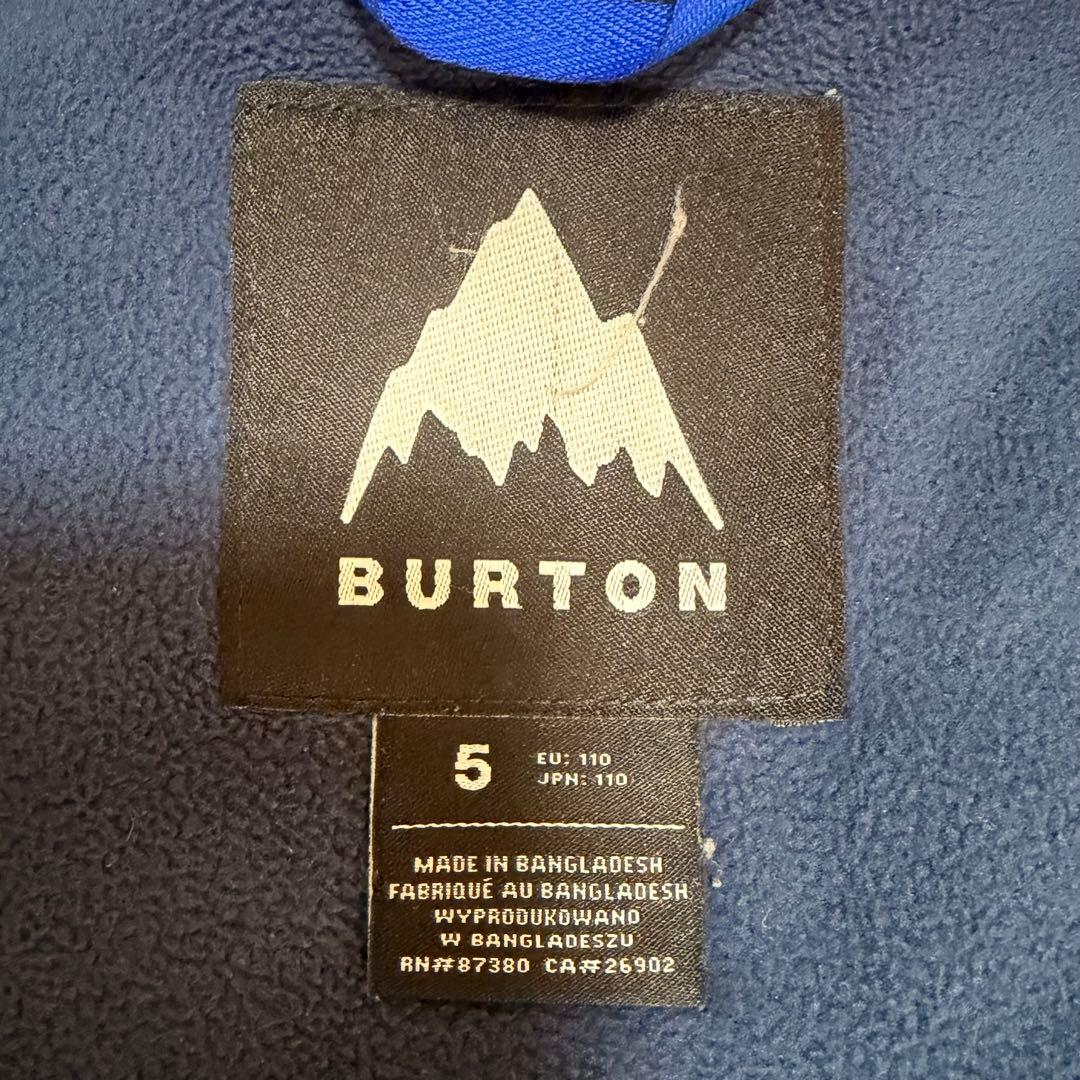 BURTON
5
EU: 110
JPN: 110
MADE IN BANGLADESH
FABRIQUÉ AU BANGLADESH
WYPRODUKOWANO
W BANGLADESZU
RN#87380 CA#26902